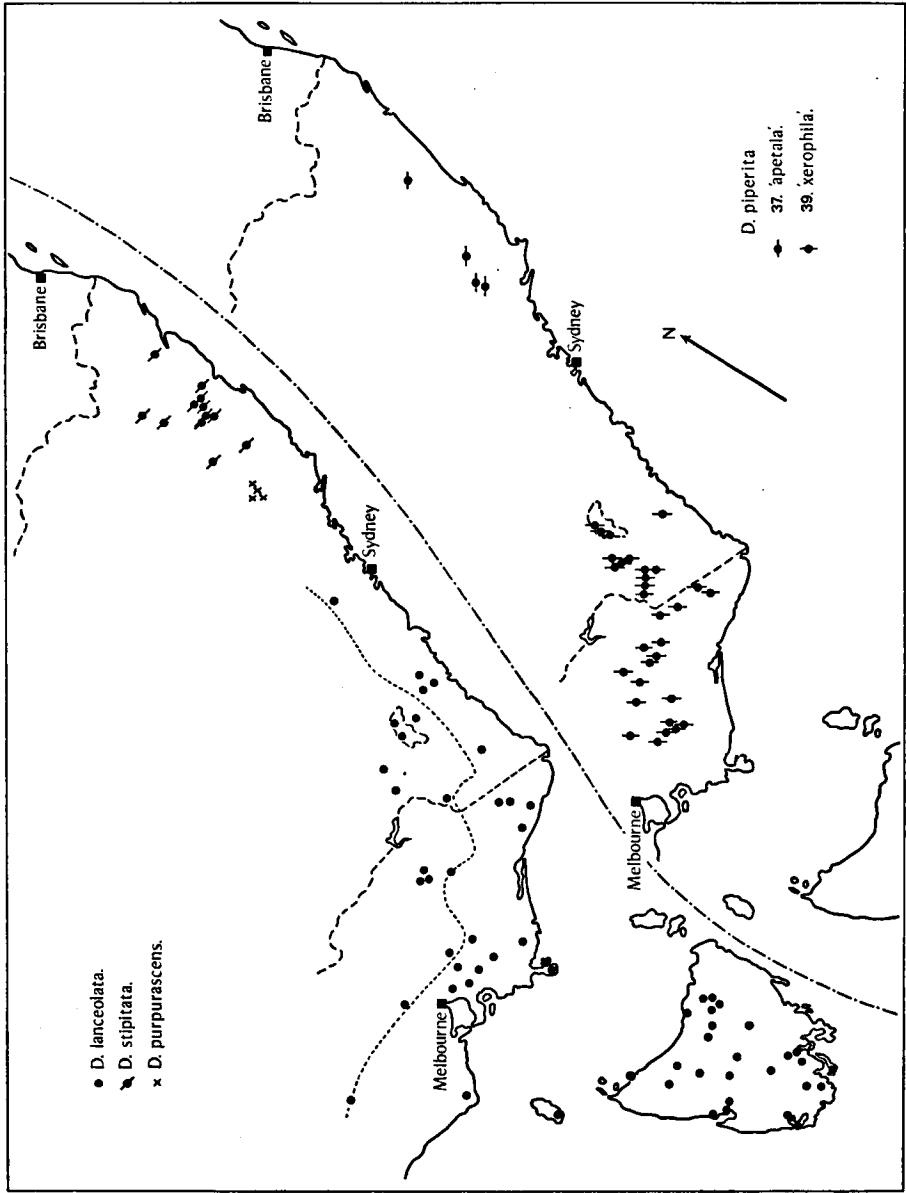 D. lanceolata.
D. stipitata.
× D. purpurascens.
Brisbane
Sydney
Melbourne
Brisbane
Sydney
Melbourne
N
D. piperita
37. 'apetala'.
39. 'xerophila'.